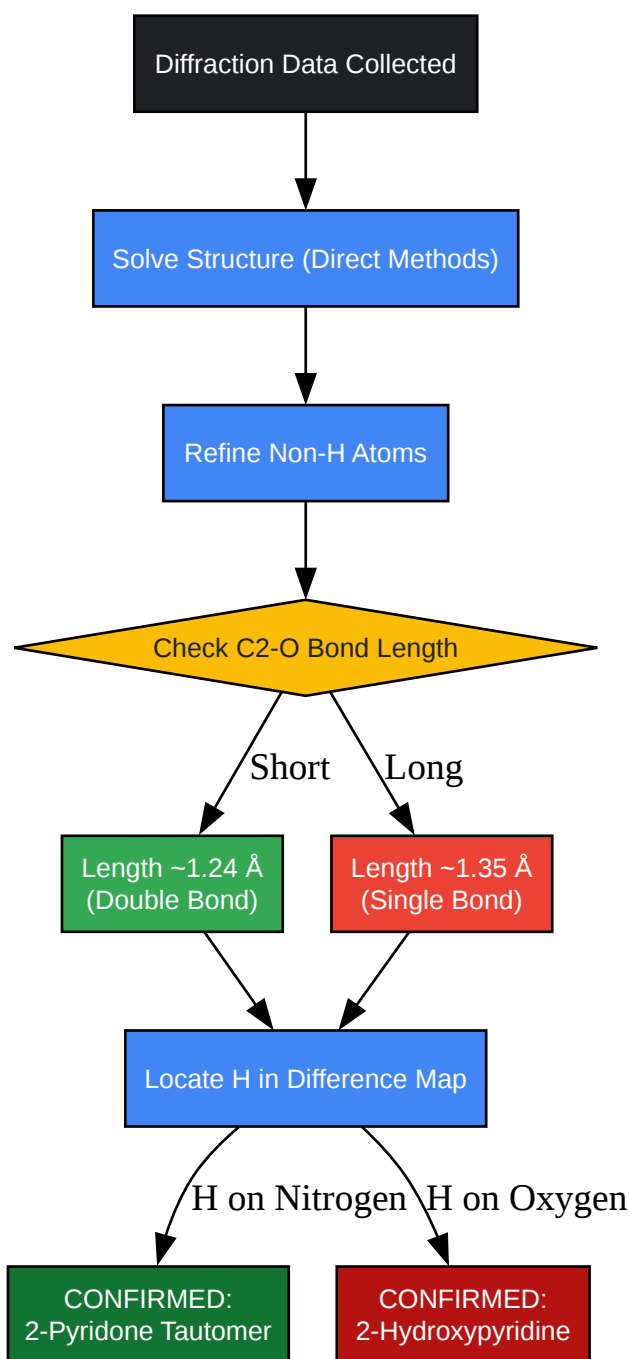 Diffraction Data Collected
Solve Structure (Direct Methods)
Refine Non-H Atoms
Check C2-O Bond Length
Short
Long
Length ~1.24 Å
(Double Bond)
Length ~1.35 Å
(Single Bond)
Locate H in Difference Map
H on Nitrogen
H on Oxygen
CONFIRMED:
2-Pyridone Tautomer
CONFIRMED:
2-Hydroxypyridine